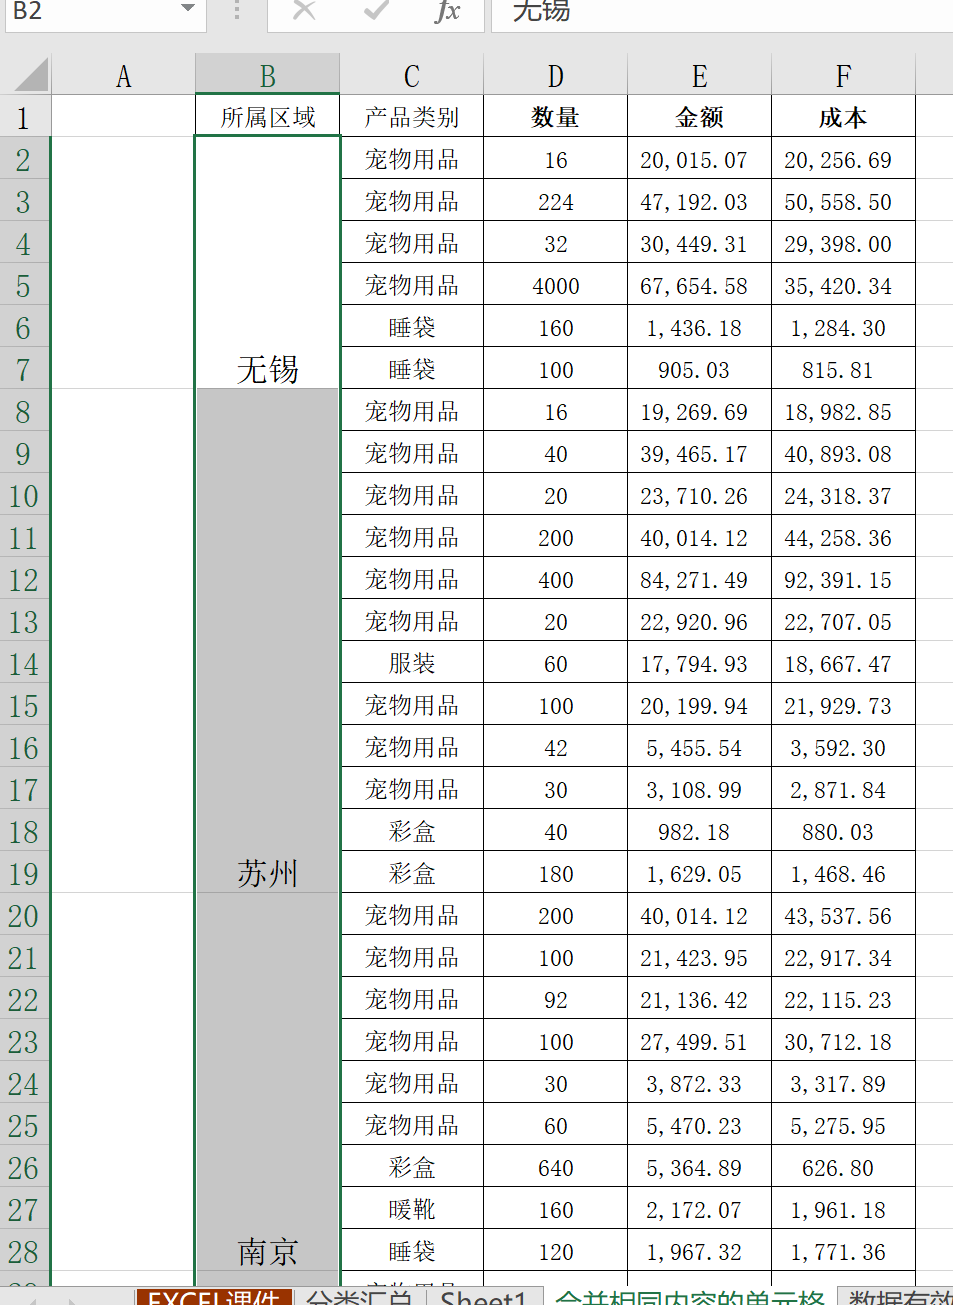 B2 fx 无锡
A B C D E F
1 所属区域 产品类别 数量 金额 成本
2 宠物用品 16 20,015.07 20,256.69
3 宠物用品 224 47,192.03 50,558.50
4 宠物用品 32 30,449.31 29,398.00
5 宠物用品 4000 67,654.58 35,420.34
6 睡袋 160 1,436.18 1,284.30
7 无锡 睡袋 100 905.03 815.81
8 宠物用品 16 19,269.69 18,982.85
9 宠物用品 40 39,465.17 40,893.08
10 宠物用品 20 23,710.26 24,318.37
11 宠物用品 200 40,014.12 44,258.36
12 宠物用品 400 84,271.49 92,391.15
13 宠物用品 20 22,920.96 22,707.05
14 服装 60 17,794.93 18,667.47
15 宠物用品 100 20,199.94 21,929.73
16 宠物用品 42 5,455.54 3,592.30
17 宠物用品 30 3,108.99 2,871.84
18 彩盒 40 982.18 880.03
19 苏州 彩盒 180 1,629.05 1,468.46
20 宠物用品 200 40,014.12 43,537.56
21 宠物用品 100 21,423.95 22,917.34
22 宠物用品 92 21,136.42 22,115.23
23 宠物用品 100 27,499.51 30,712.18
24 宠物用品 30 3,872.33 3,317.89
25 宠物用品 60 5,470.23 5,275.95
26 彩盒 640 5,364.89 626.80
27 暖靴 160 2,172.07 1,961.18
28 南京 睡袋 120 1,967.32 1,771.36
EXCEL课件 分类汇总 Sheet1 合并相同内容的单元格 数据有效